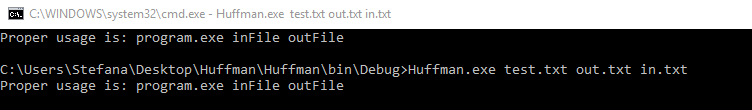 C:\WINDOWS\system32\cmd.exe - Huffman.exe test.txt out.txt in.txt
Proper usage is: program.exe inFile outFile
C:\Users\Stefana\Desktop\Huffman\Huffman\bin\Debug>Huffman.exe test.txt out.txt in.txt
Proper usage is: program.exe inFile outFile